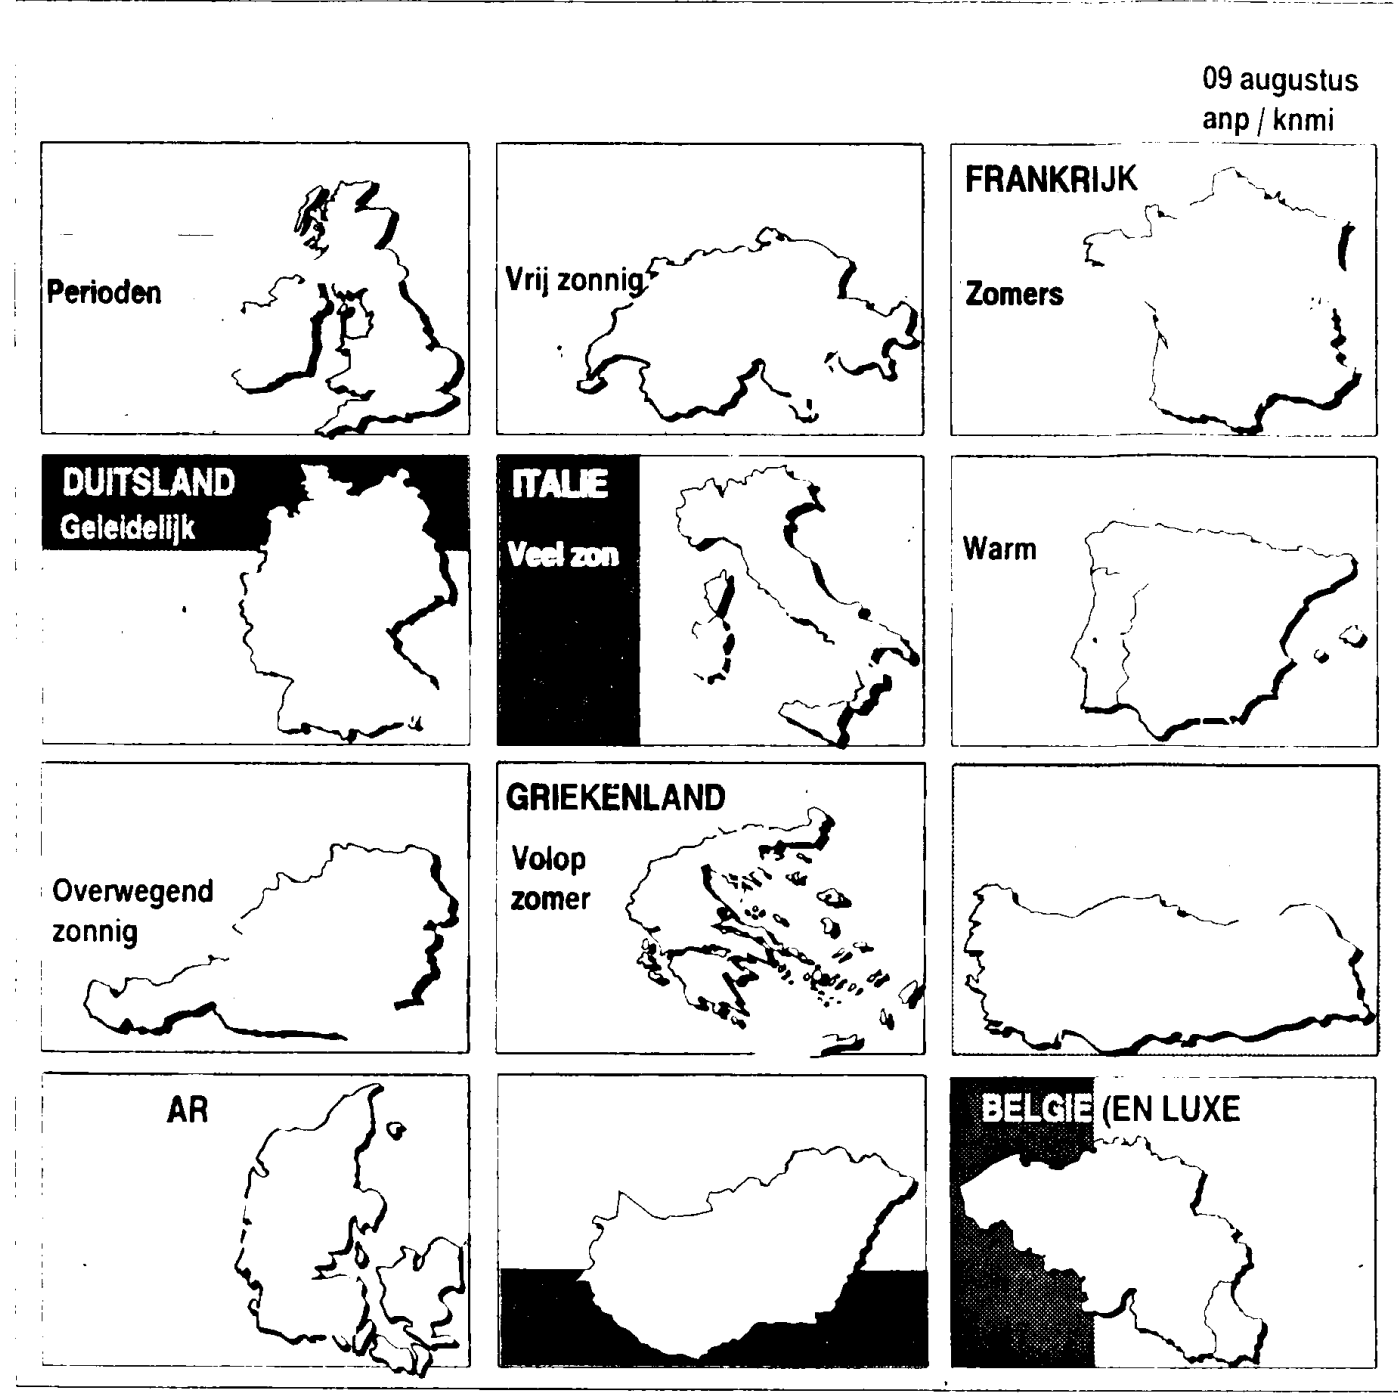 09 augustus
anp / knmi
Perioden
Vrij zonnig
FRANKRIJK
Zomers
DUITSLAND
Geleidelijk
ITALIE
Veel zon
Warm
Overwegend
zonnig
GRIEKENLAND
Volop
zomer
AR
BELGIE (EN LUXE